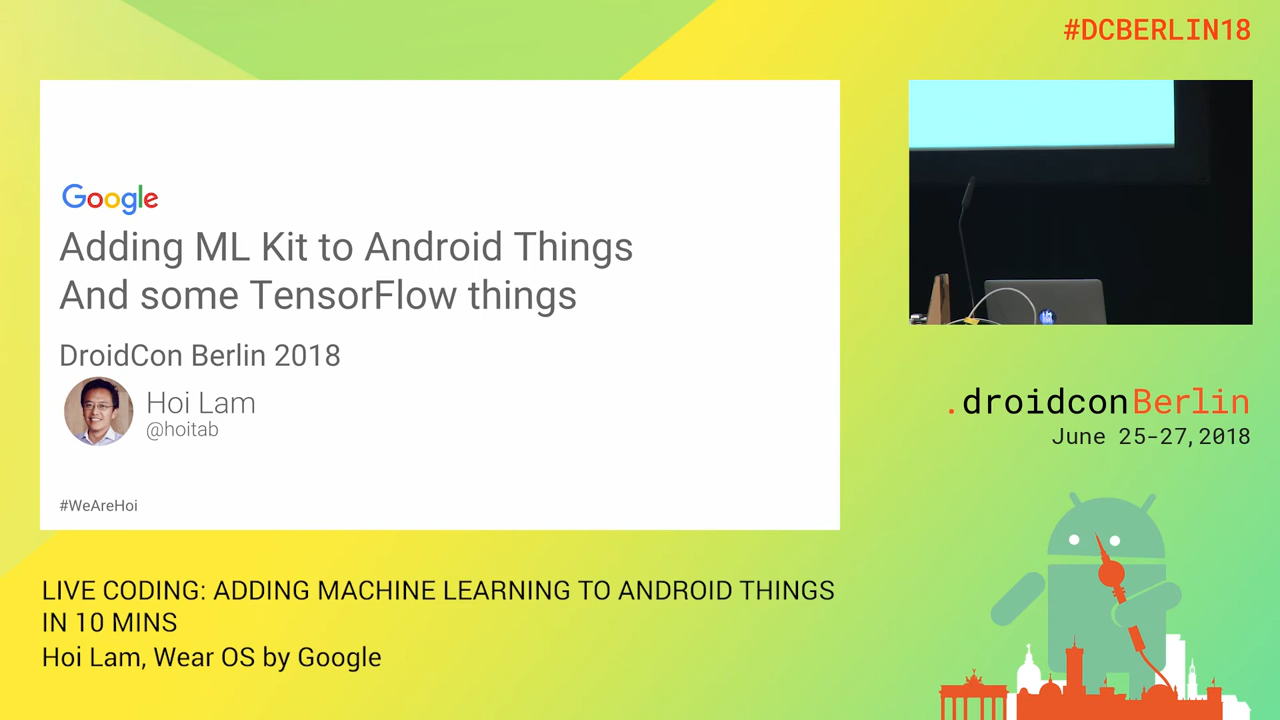 #DCBERLIN18
Google
Adding ML Kit to Android Things
And some TensorFlow things
DroidCon Berlin 2018
Hoi Lam
@hoitab
#WeAreHoi
.droidconBerlin
June 25-27, 2018
LIVE CODING: ADDING MACHINE LEARNING TO ANDROID THINGS
IN 10 MINS
Hoi Lam, Wear OS by Google